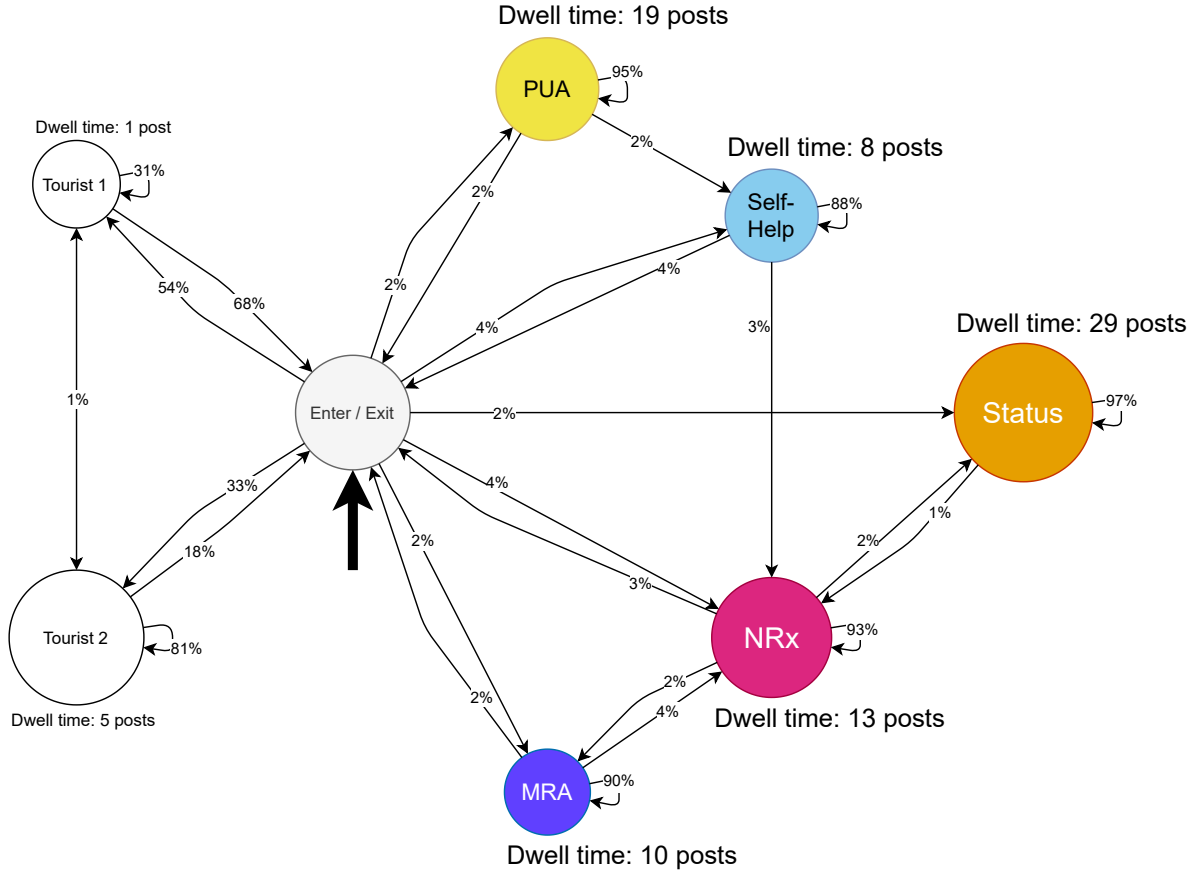 Dwell time: 19 posts
PUA
95%
2%
Dwell time: 1 post
Tourist 1
31%
Dwell time: 8 posts
Self-
Help
88%
2%
2%
4%
54%
68%
4%
3%
Dwell time: 29 posts
Status
97%
Enter / Exit
2%
1%
33%
18%
4%
2%
3%
2%
1%
2%
Tourist 2
81%
Dwell time: 5 posts
NRx
93%
Dwell time: 13 posts
2%
4%
MRA
90%
Dwell time: 10 posts